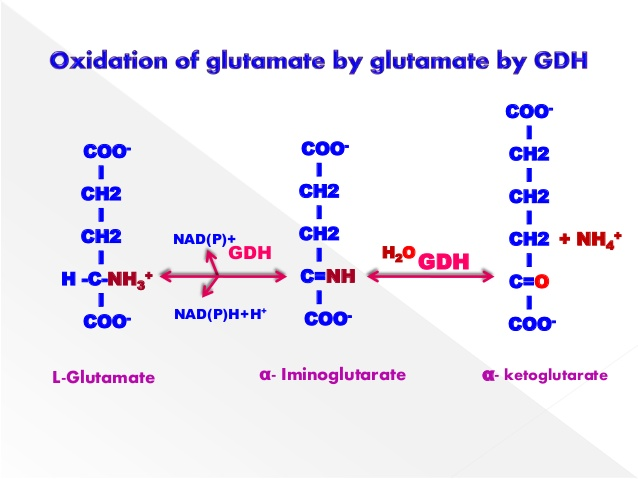 Oxidation of glutamate by glutamate by GDH
COO-
CH2
CH2
H -C-NH3+
COO-
L-Glutamate
NAD(P)+
GDH
NAD(P)H+H+
COO-
CH2
CH2
C=NH
COO-
α- Iminoglutarate
H2O
GDH
COO-
CH2
CH2
CH2 + NH4+
C=O
COO-
α- ketoglutarate